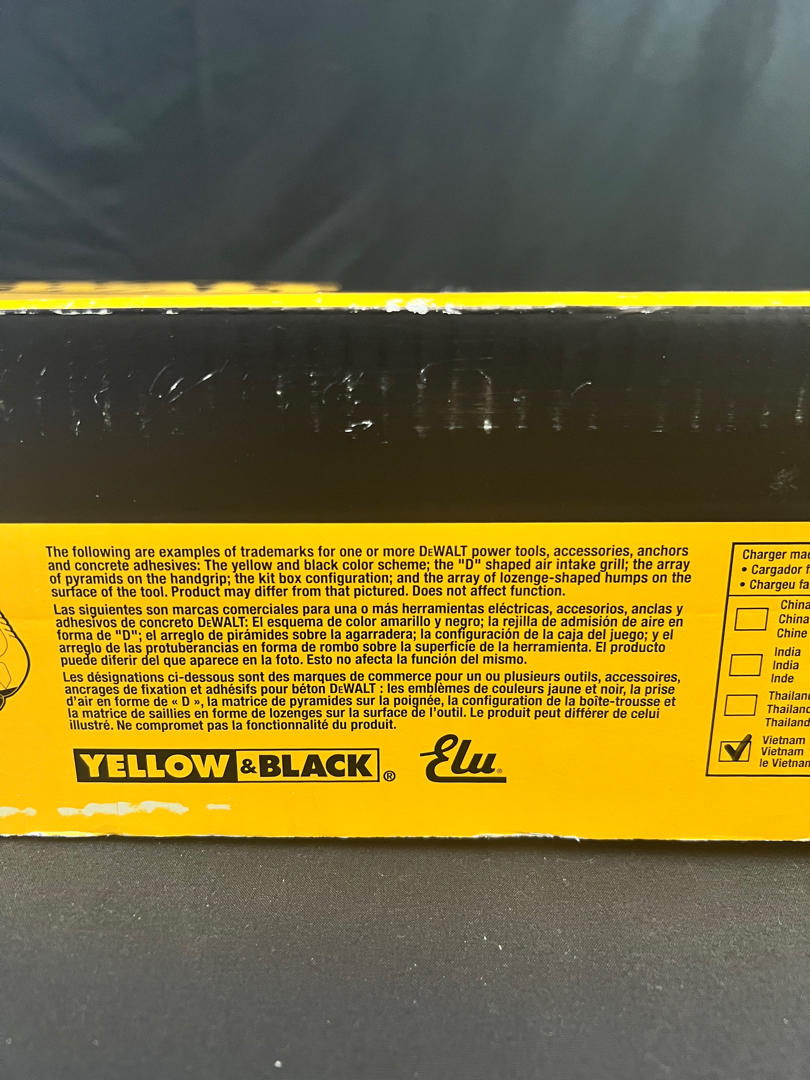 The following are examples of trademarks for one or more DEWALT power tools, accessories, anchors
and concrete adhesives: The yellow and black color scheme; the "D" shaped air intake grill; the array
of pyramids on the handgrip; the kit box configuration; and the array of lozenge-shaped humps on the
surface of the tool. Product may differ from that pictured. Does not affect function.
Las siguientes son marcas comerciales para una o más herramientas eléctricas, accesorios, anclas y
adhesivos de concreto DEWALT: El esquema de color amarillo y negro; la rejilla de admisión de aire en
forma de "D"; el arreglo de pirámides sobre la agarradera; la configuración de la caja del juego; y el
arreglo de las protuberancias en forma de rombo sobre la superficie de la herramienta. El producto
puede diferir del que aparece en la foto. Esto no afecta la función del mismo.
Les désignations ci-dessous sont des marques de commerce pour un ou plusieurs outils, accessoires,
ancrages de fixation et adhésifs pour béton DEWALT : les emblèmes de couleurs jaune et noir, la prise
d'air en forme de « D », la matrice de pyramides sur la poignée, la configuration de la boîte-trousse et
la matrice de saillies en forme de lozenges sur la surface de l'outil. Le produit peut différer de celui
illustré. Ne compromet pas la fonctionnalité du produit.
YELLOW &BLACK ®
Elu®
Charger
• Cargador
• Chargeu
China
China
Chine
India
India
Inde
Thailand
Vietnam
Vietnam
le Vietnam